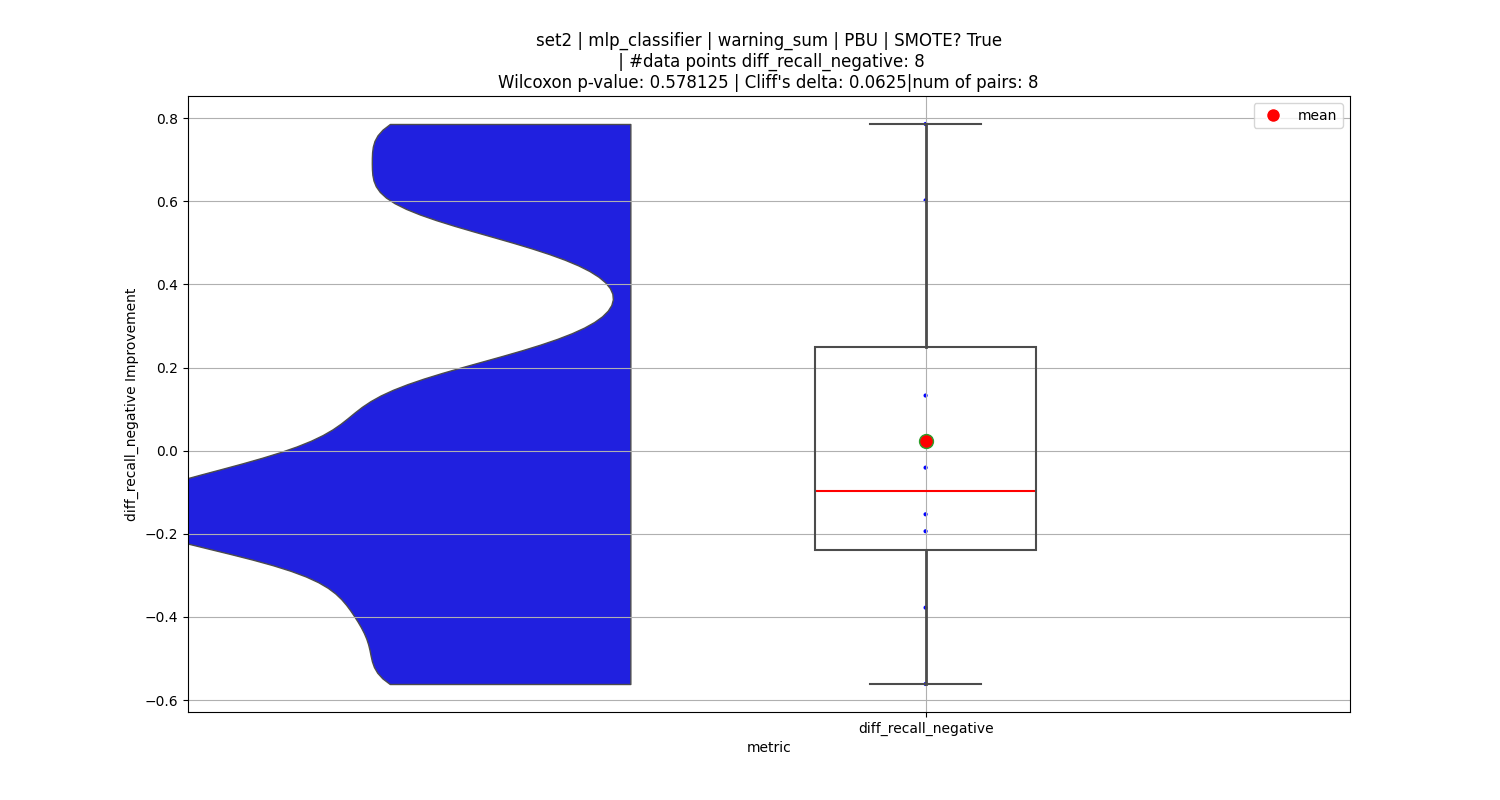 set2 | mlp_classifier | warning_sum | PBU | SMOTE? True
| #data points diff_recall_negative: 8
Wilcoxon p-value: 0.578125 | Cliff's delta: 0.0625|num of pairs: 8
mean
0.8
0.6
0.4
0.2
0.0
−0.2
−0.4
−0.6
diff_recall_negative Improvement
diff_recall_negative
metric